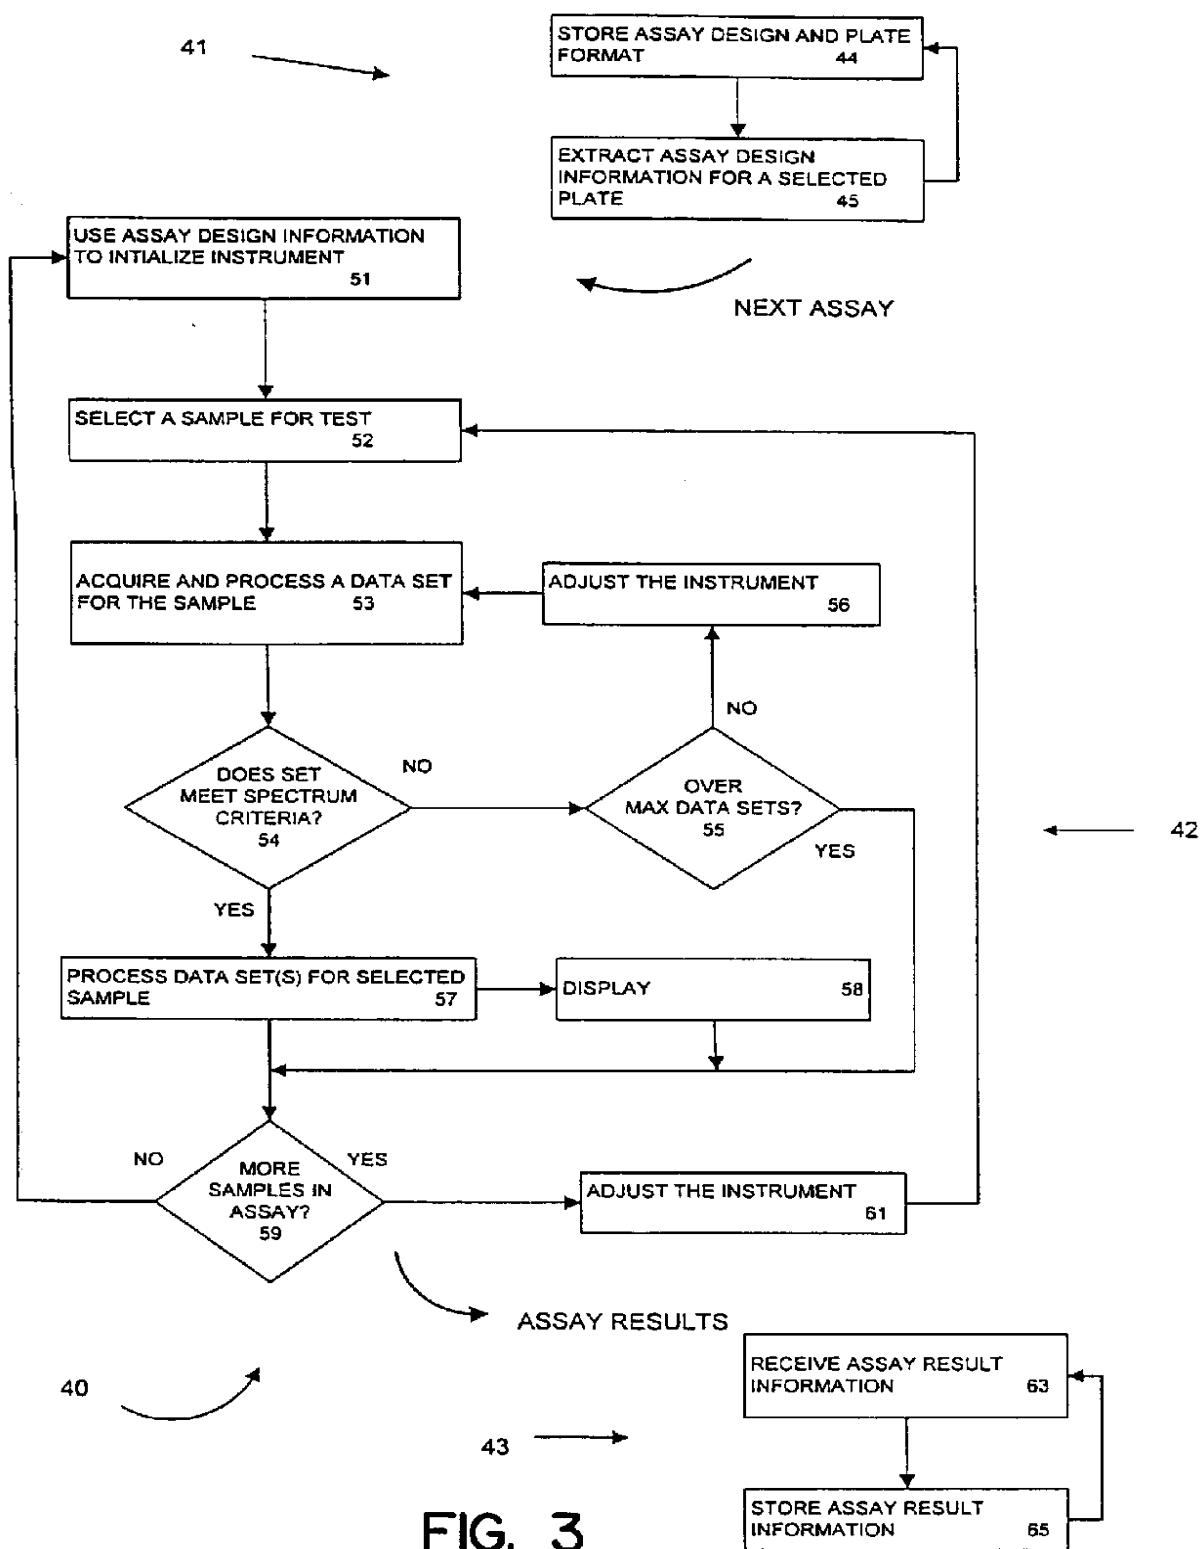 41
STORE ASSAY DESIGN AND PLATE
FORMAT 44
EXTRACT ASSAY DESIGN
INFORMATION FOR A SELECTED
PLATE 45
USE ASSAY DESIGN INFORMATION
TO INTIALIZE INSTRUMENT
51
NEXT ASSAY
SELECT A SAMPLE FOR TEST
52
ACQUIRE AND PROCESS A DATA SET
FOR THE SAMPLE 53
ADJUST THE INSTRUMENT
56
NO
DOES SET
MEET SPECTRUM
CRITERIA?
54
NO
OVER
MAX DATA SETS?
55
YES
42
YES
PROCESS DATA SET(S) FOR SELECTED
SAMPLE 57
DISPLAY 58
NO
YES
MORE
SAMPLES IN
ASSAY?
59
ADJUST THE INSTRUMENT
61
ASSAY RESULTS
40
RECEIVE ASSAY RESULT
INFORMATION 63
43
STORE ASSAY RESULT
INFORMATION 65
FIG. 3